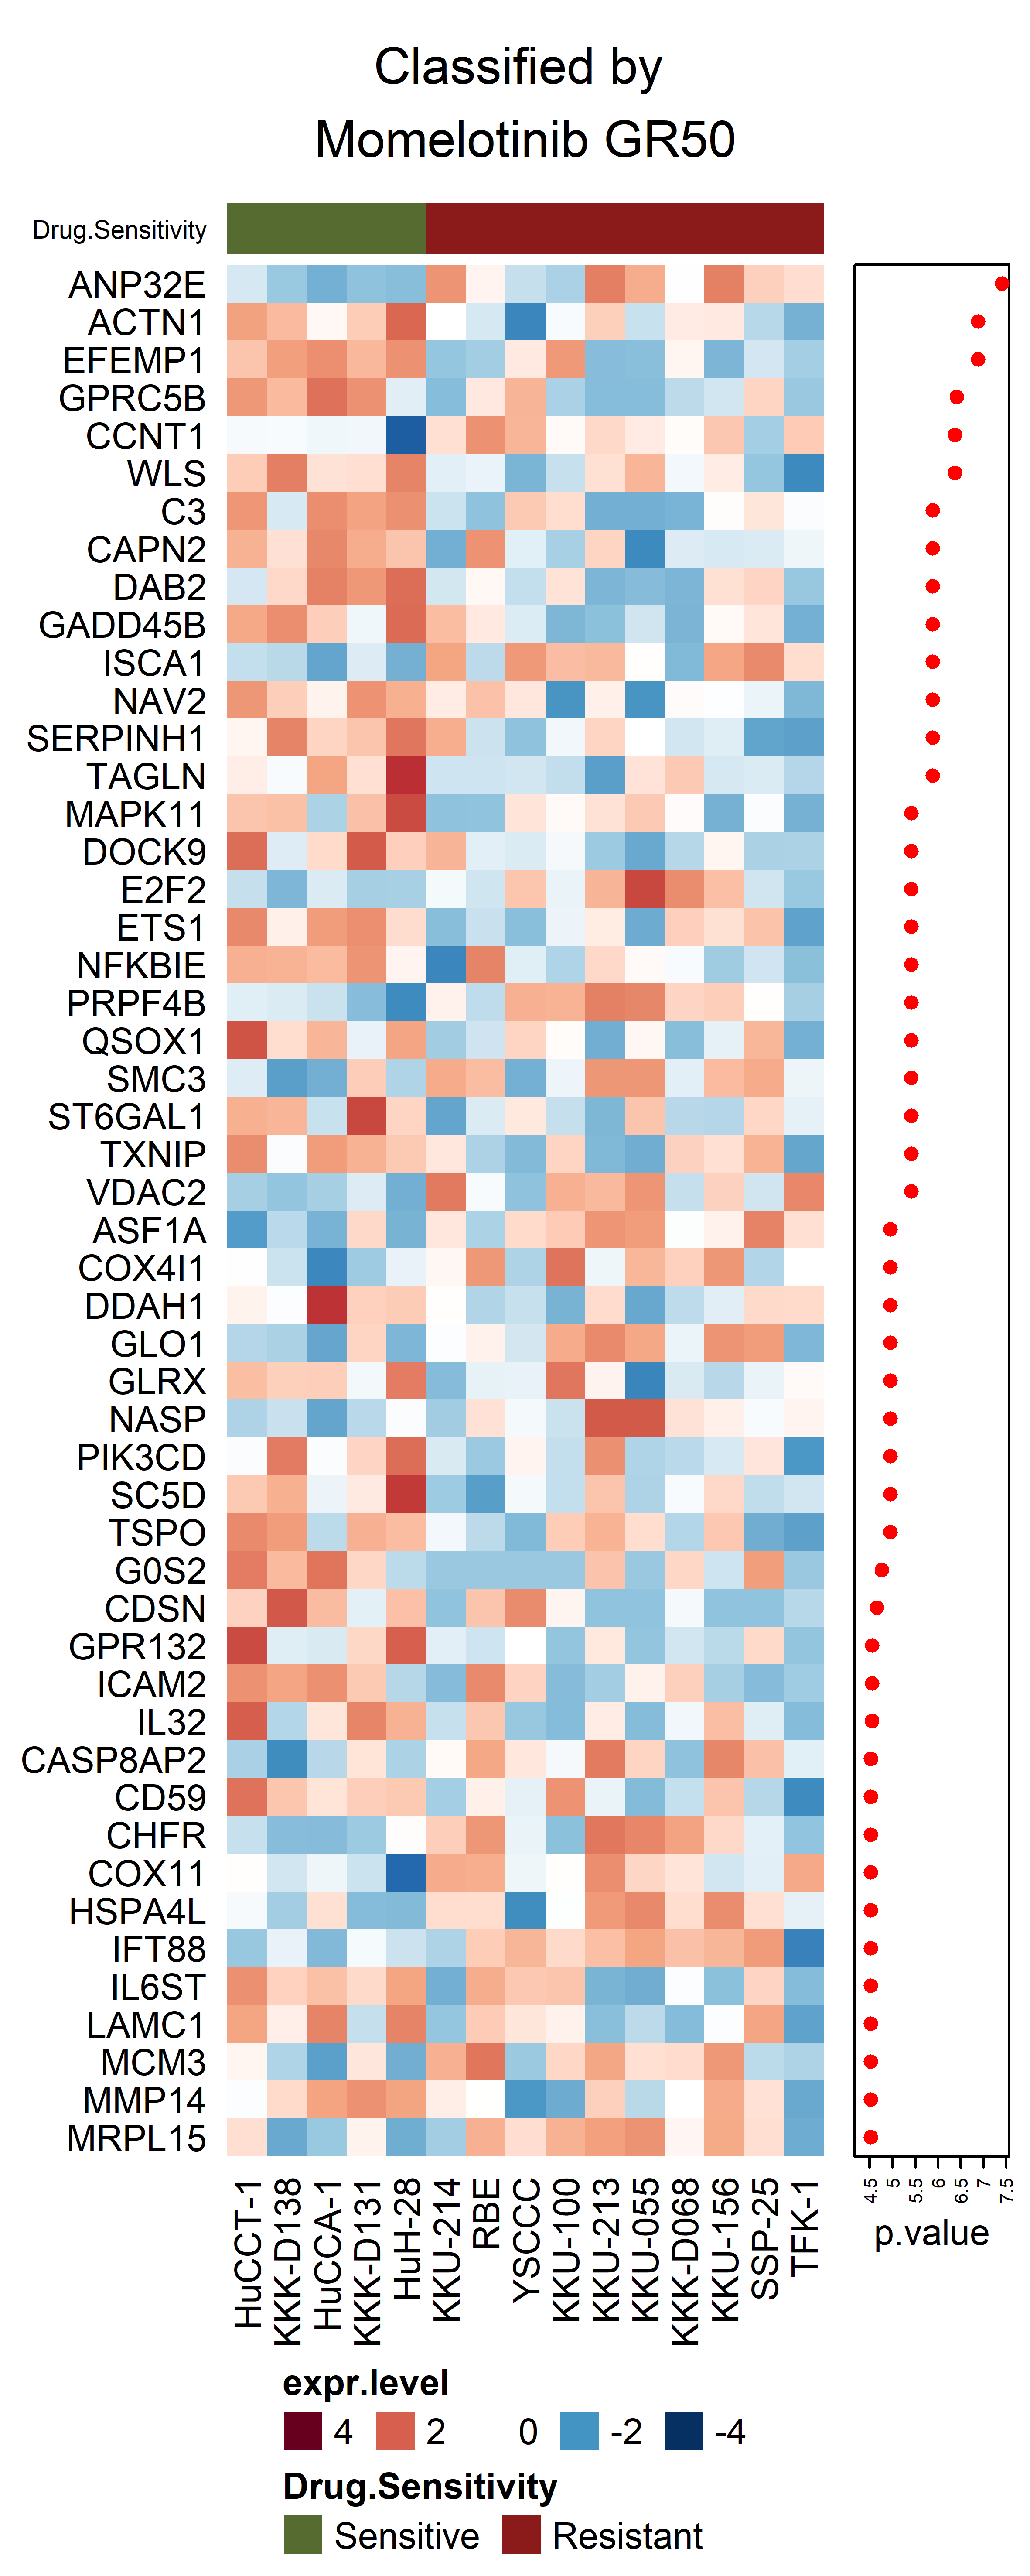 Classified by
Momelotinib GR50
Drug.Sensitivity
ANP32E
ACTN1
EFEMP1
GPRC5B
CCNT1
WLS
C3
CAPN2
DAB2
GADD45B
ISCA1
NAV2
SERPINH1
TAGLN
MAPK11
DOCK9
E2F2
ETS1
NFKBIE
PRPF4B
QSOX1
SMC3
ST6GAL1
TXNIP
VDAC2
ASF1A
COX4I1
DDAH1
GLO1
GLRX
NASP
PIK3CD
SC5D
TSPO
G0S2
CDSN
GPR132
ICAM2
IL32
CASP8AP2
CD59
CHFR
COX11
HSPA4L
IFT88
IL6ST
LAMC1
MCM3
MMP14
MRPL15
HuCCT-1
KKK-D138
HuCCA-1
KKK-D131
HuH-28
KKU-214
RBE
YSCCC
KKU-100
KKU-213
KKU-055
KKK-D068
KKU-156
SSP-25
TFK-1
4.5
5
5.5
6
6.5
7
7.5
p.value
expr.level
4 2 0 -2 -4
Drug.Sensitivity
Sensitive Resistant